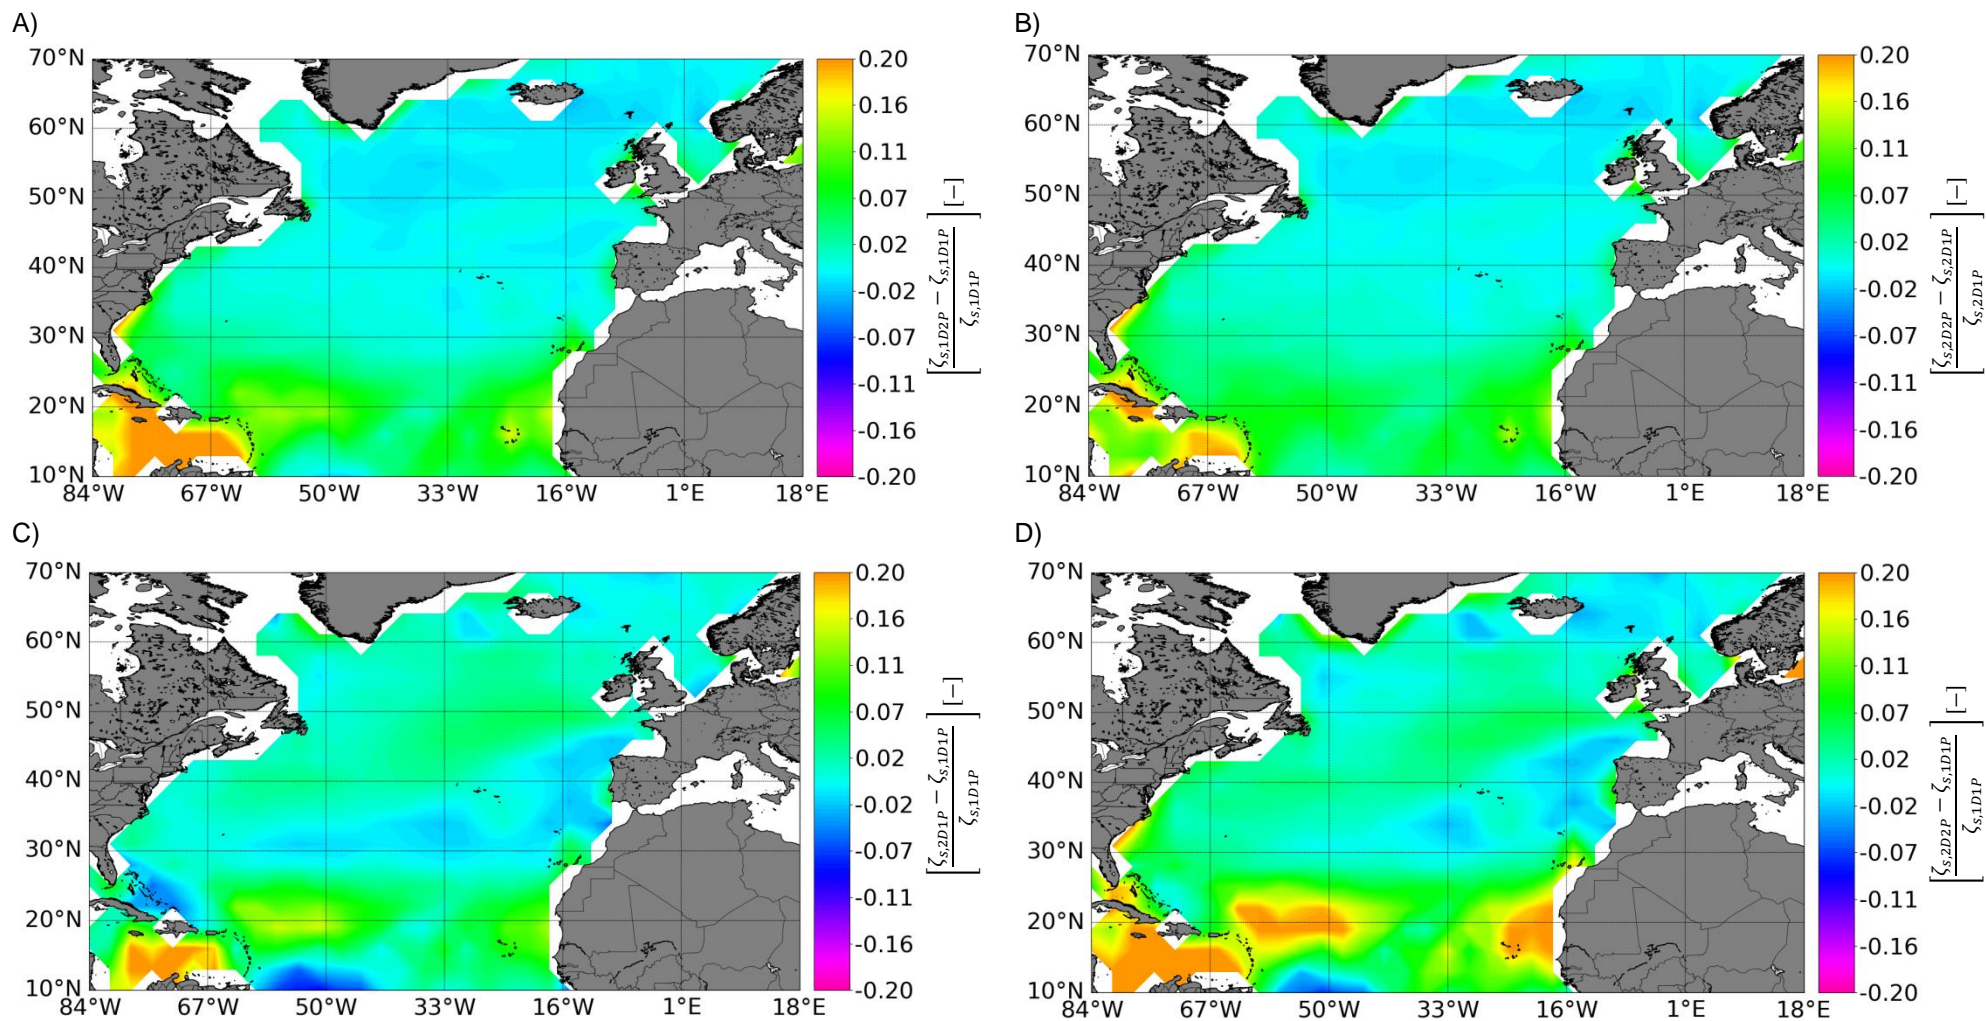 A)
70°N
60°N
50°N
40°N
30°N
20°N
10°N
84°W 67°W 50°W 33°W 16°W 1°E 18°E
0.20
0.16
0.11
0.07
0.02
-0.02
-0.07
-0.11
-0.16
-0.20
[(ζs,1D2P − ζs,1D1P) / ζs,1D1P] [−]
B)
70°N
60°N
50°N
40°N
30°N
20°N
10°N
84°W 67°W 50°W 33°W 16°W 1°E 18°E
0.20
0.16
0.11
0.07
0.02
-0.02
-0.07
-0.11
-0.16
-0.20
[(ζs,2D2P − ζs,2D1P) / ζs,2D1P] [−]
C)
70°N
60°N
50°N
40°N
30°N
20°N
10°N
84°W 67°W 50°W 33°W 16°W 1°E 18°E
0.20
0.16
0.11
0.07
0.02
-0.02
-0.07
-0.11
-0.16
-0.20
[(ζs,2D1P − ζs,1D1P) / ζs,1D1P] [−]
D)
70°N
60°N
50°N
40°N
30°N
20°N
10°N
84°W 67°W 50°W 33°W 16°W 1°E 18°E
0.20
0.16
0.11
0.07
0.02
-0.02
-0.07
-0.11
-0.16
-0.20
[(ζs,2D2P − ζs,1D1P) / ζs,1D1P] [−]